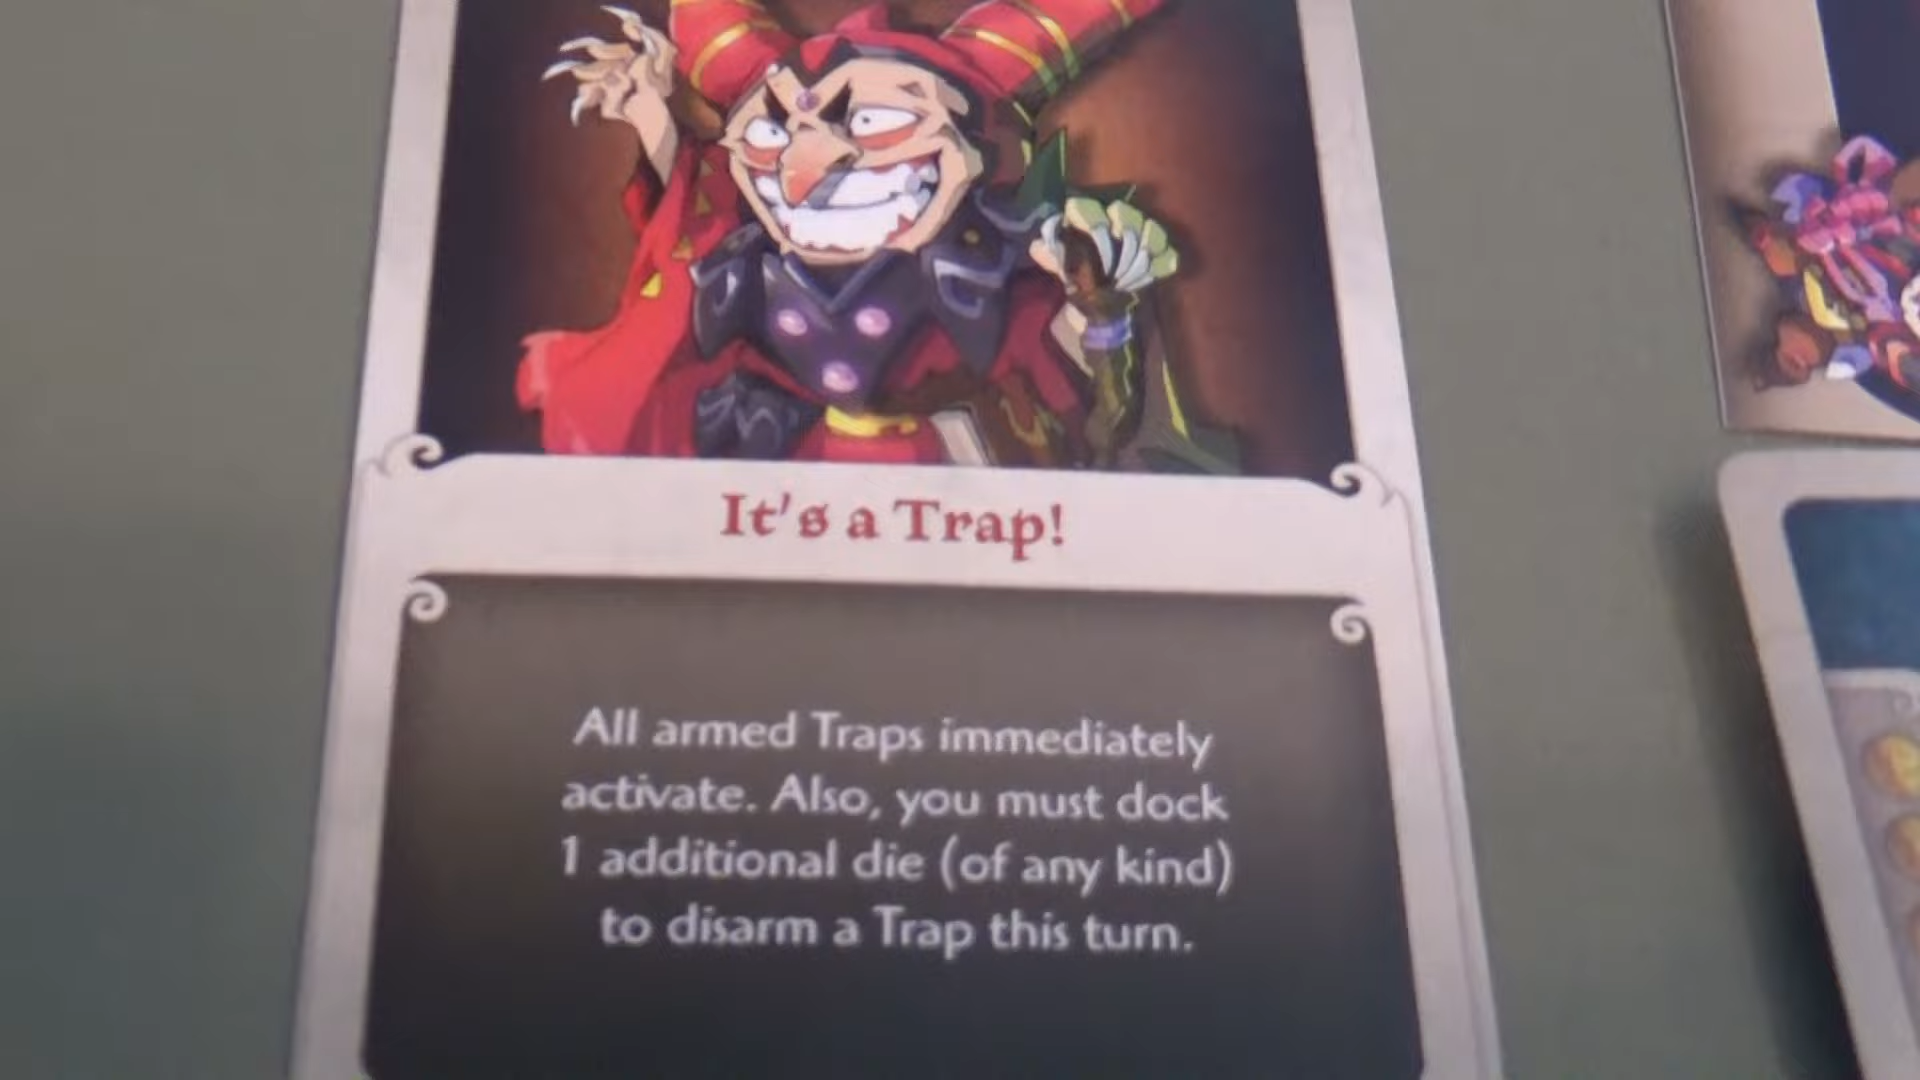 It's a Trap!
All armed Traps immediately
activate. Also, you must dock
1 additional die (of any kind)
to disarm a Trap this turn.